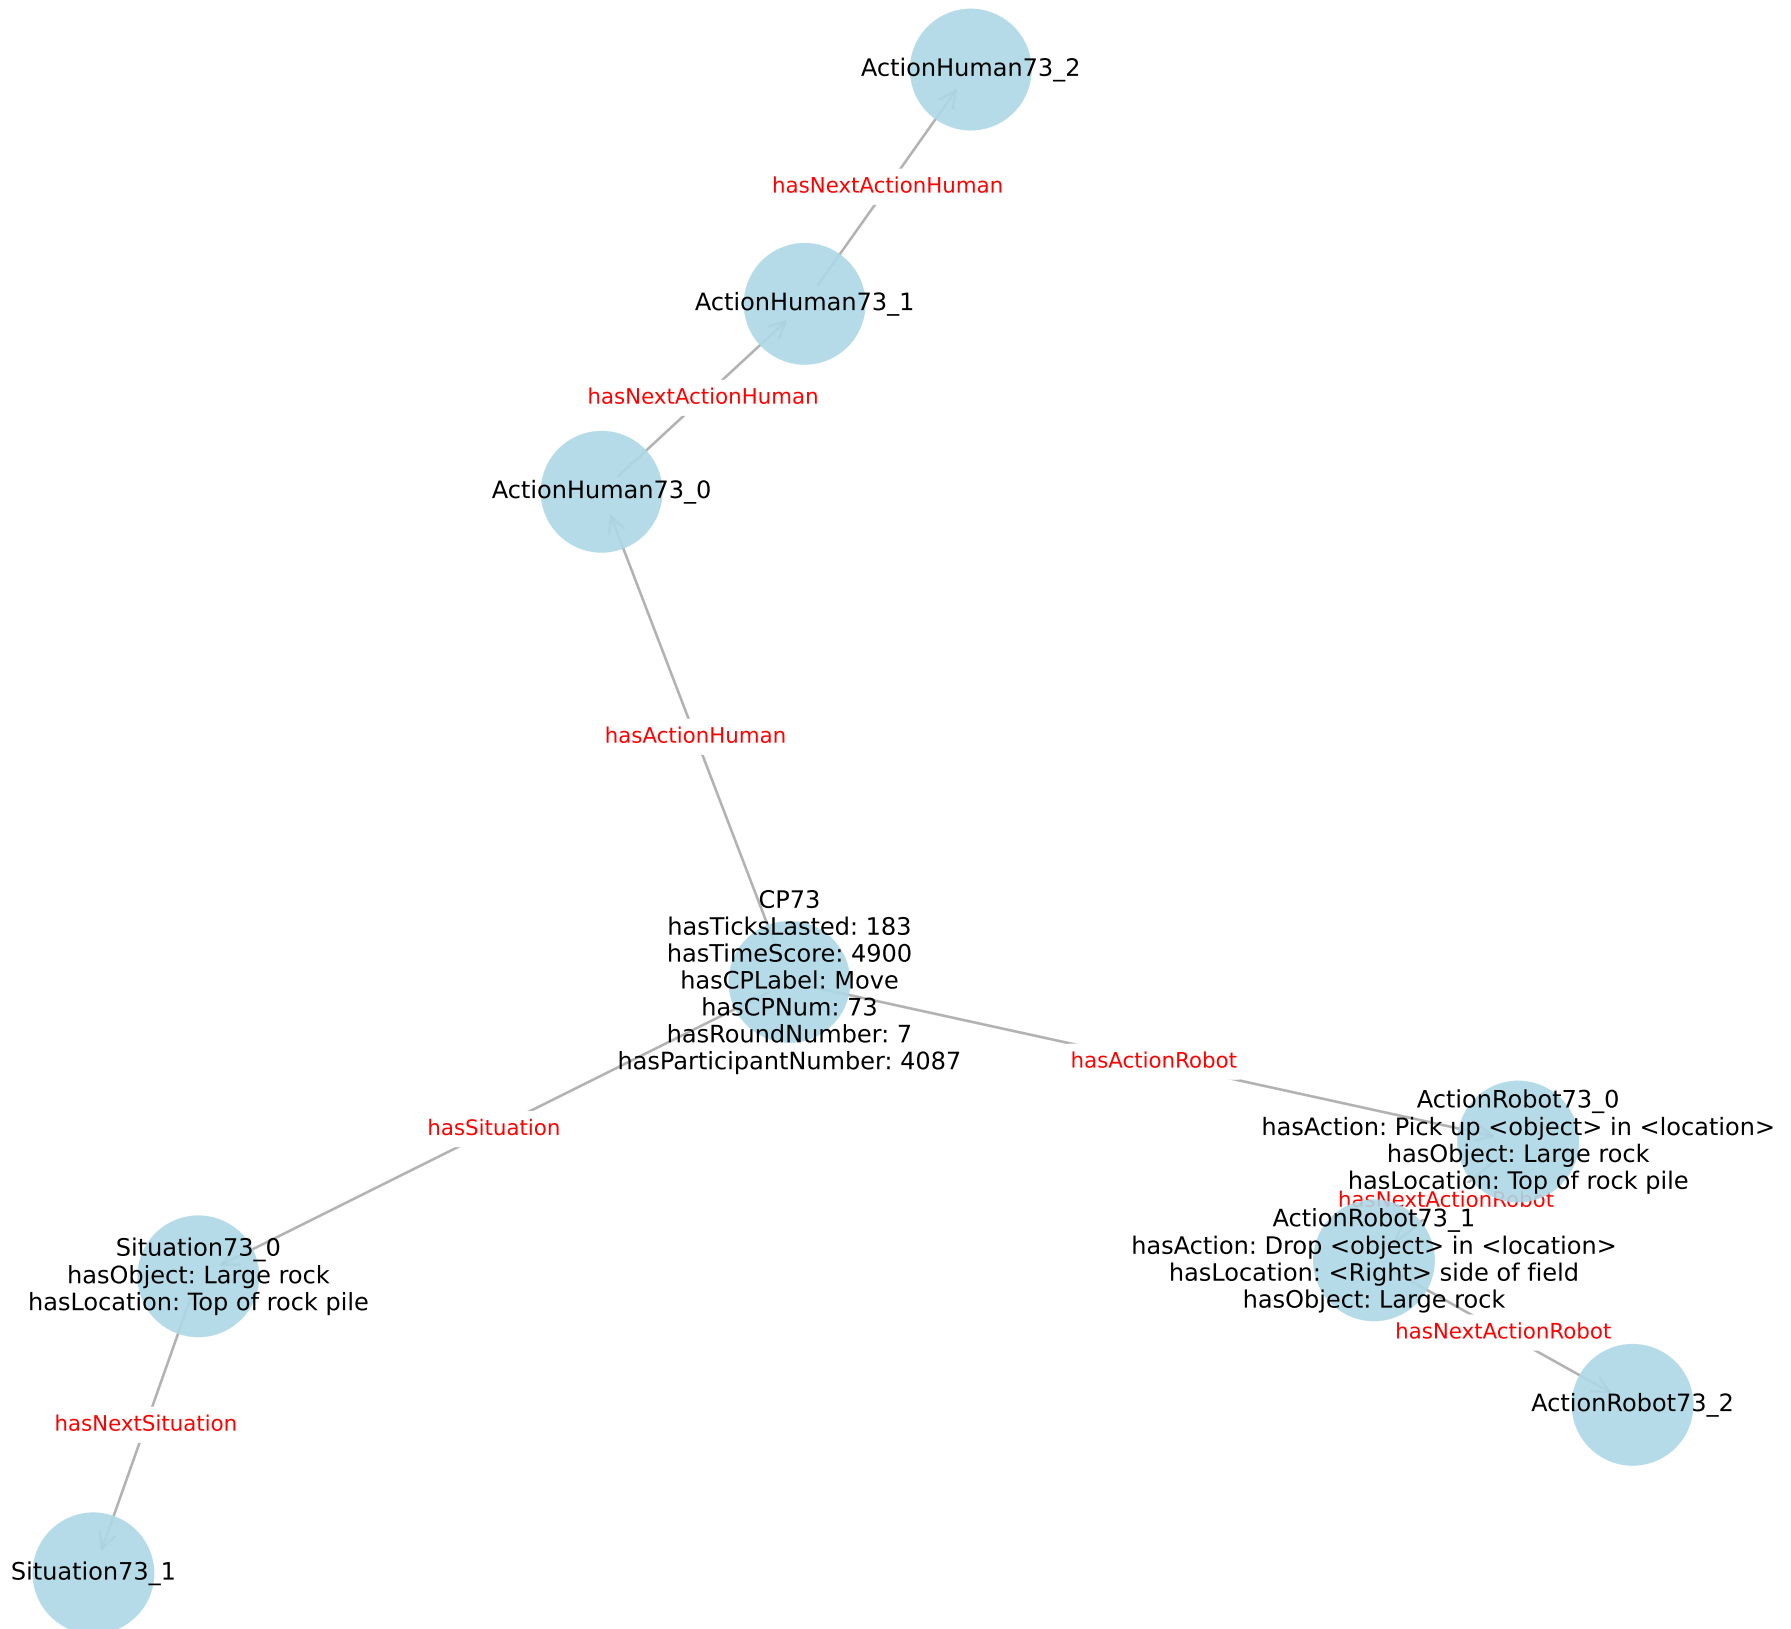 ActionHuman73_2
hasNextActionHuman
ActionHuman73_1
hasNextActionHuman
ActionHuman73_0
hasActionHuman
CP73
hasTicksLasted: 183
hasTimeScore: 4900
hasCPLabel: Move
hasCPNum: 73
hasRoundNumber: 7
hasParticipantNumber: 4087
hasActionRobot
ActionRobot73_0
hasAction: Pick up <object> in <location>
hasObject: Large rock
hasLocation: Top of rock pile
hasNextActionRobot
ActionRobot73_1
hasAction: Drop <object> in <location>
hasLocation: <Right> side of field
hasObject: Large rock
hasNextActionRobot
ActionRobot73_2
hasSituation
Situation73_0
hasObject: Large rock
hasLocation: Top of rock pile
hasNextSituation
Situation73_1